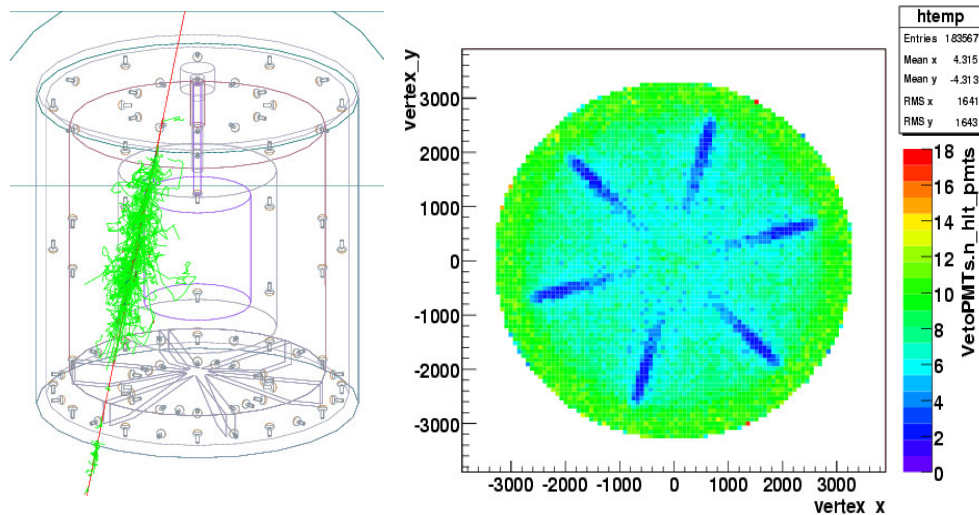 htemp
Entries 183567
Mean x 4.315
Mean y -4.313
RMS x 1641
RMS y 1643
vertex_y
3000
2000
1000
0
-1000
-2000
-3000
-3000 -2000 -1000 0 1000 2000 3000
vertex_x
18
16
14
12
10
8
6
4
2
0
VetoPMTs.h_hit_pmts